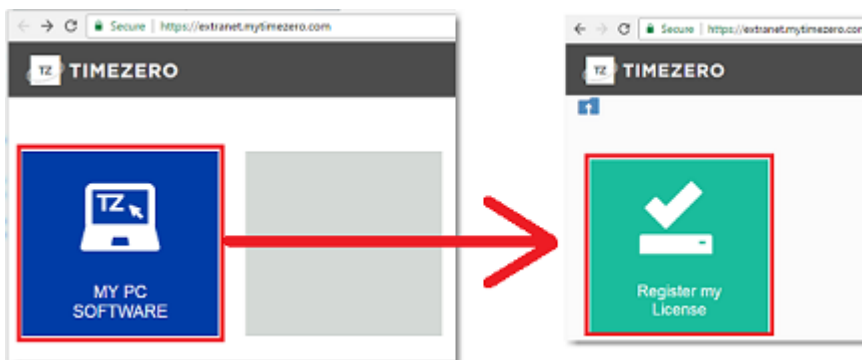 Secure | https://extranet.mytimezero.com
TZ TIMEZERO
TZ
MY PC
SOFTWARE
Secure | https://extranet.mytimezero.com
TZ TIMEZERO
Register my
License